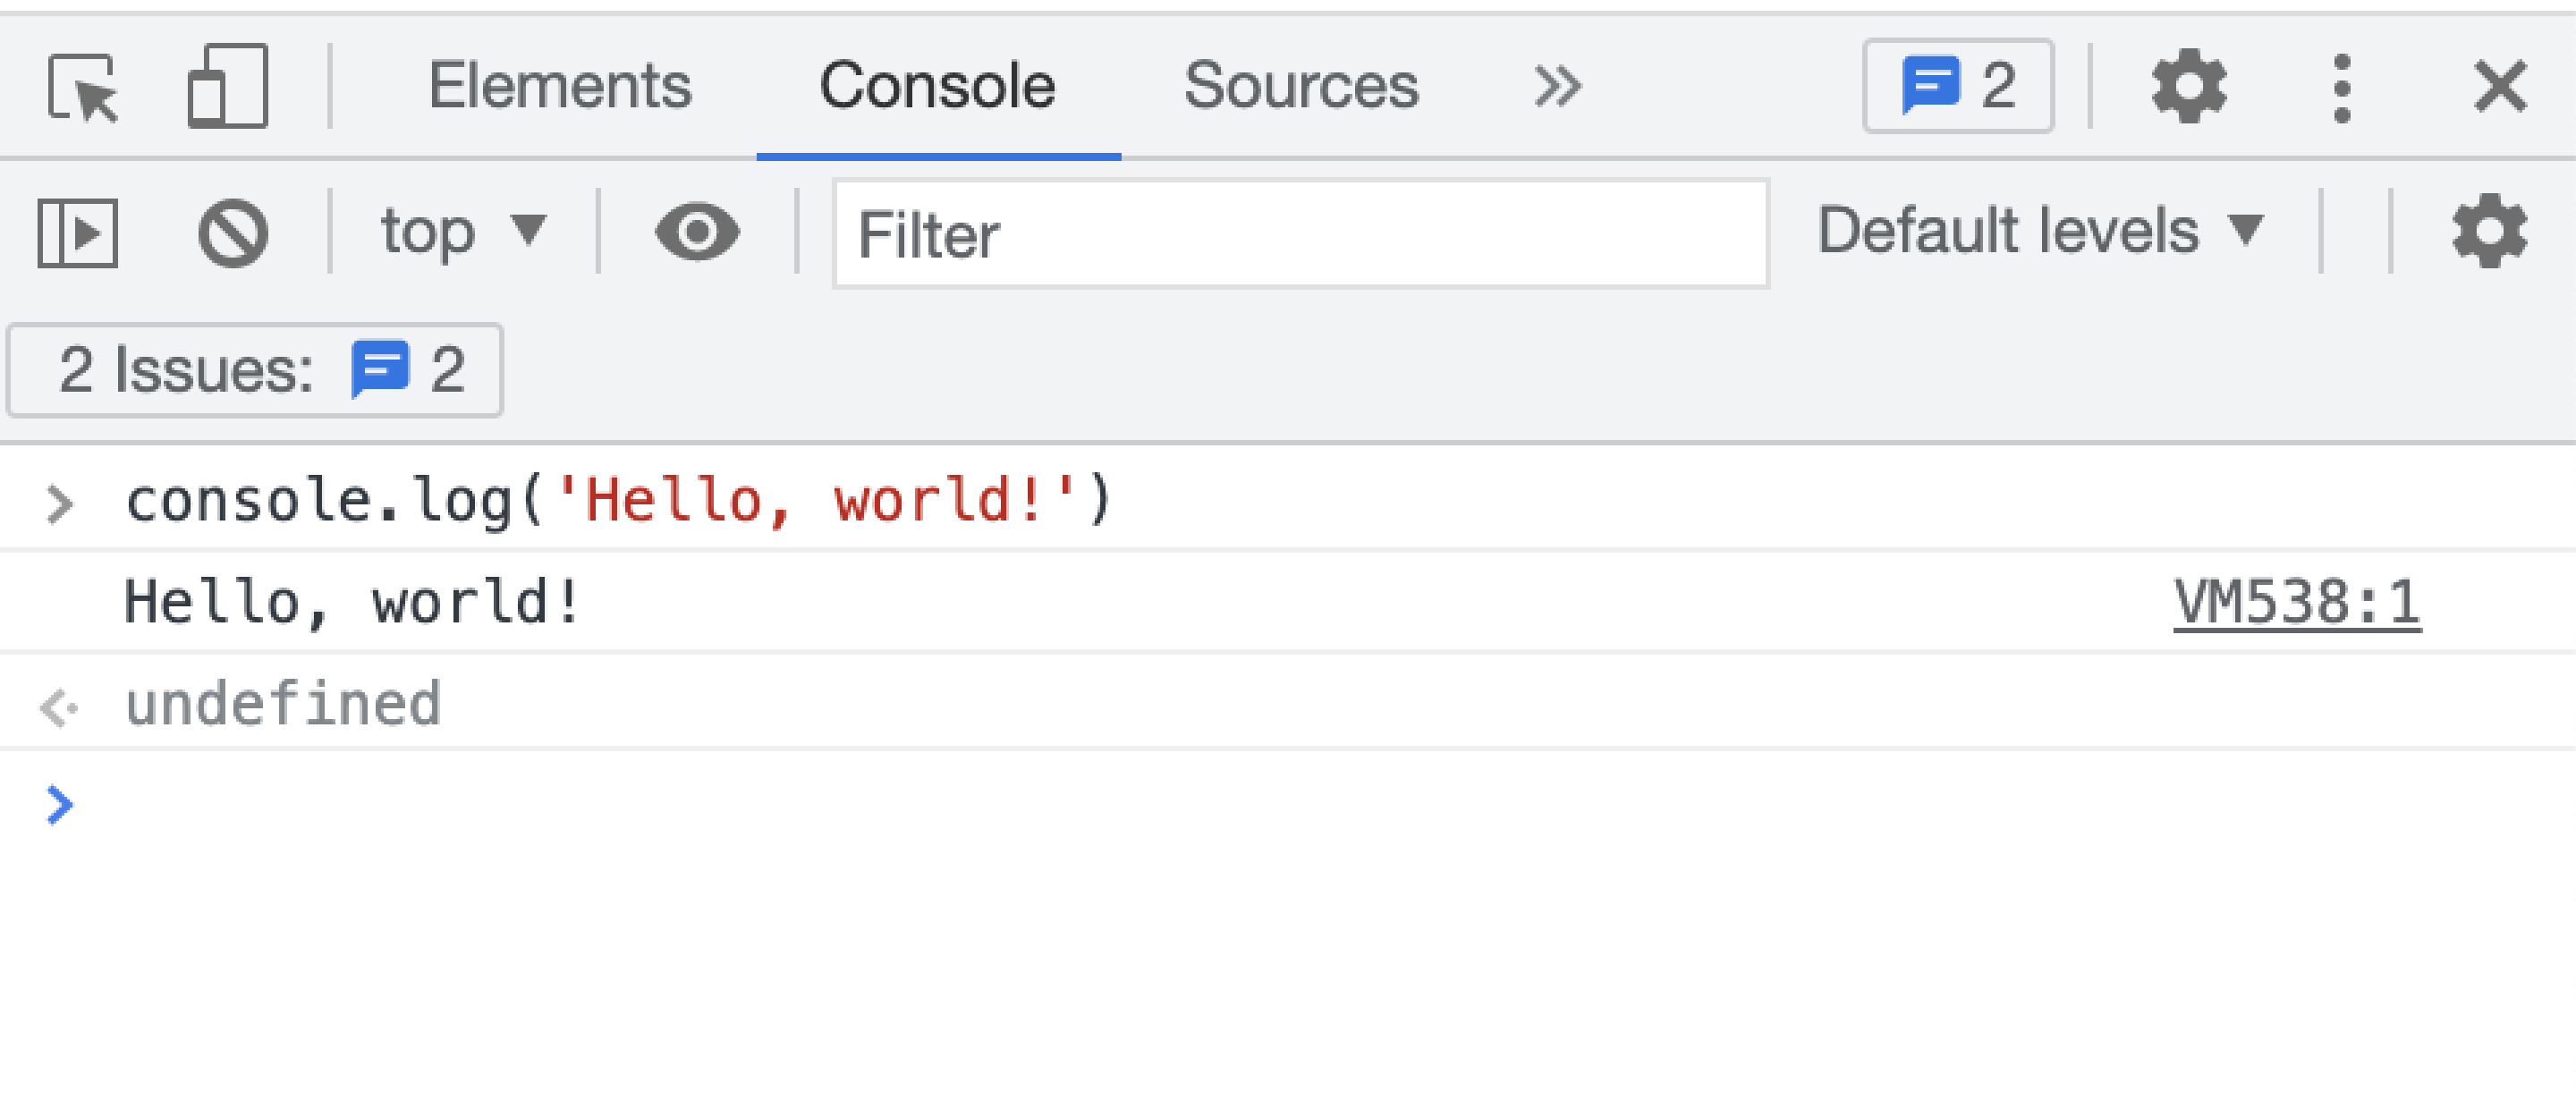 Elements Console Sources » 2
top ▼ Filter Default levels ▼
2 Issues: 2
> console.log('Hello, world!')
Hello, world! VM538:1
undefined
>